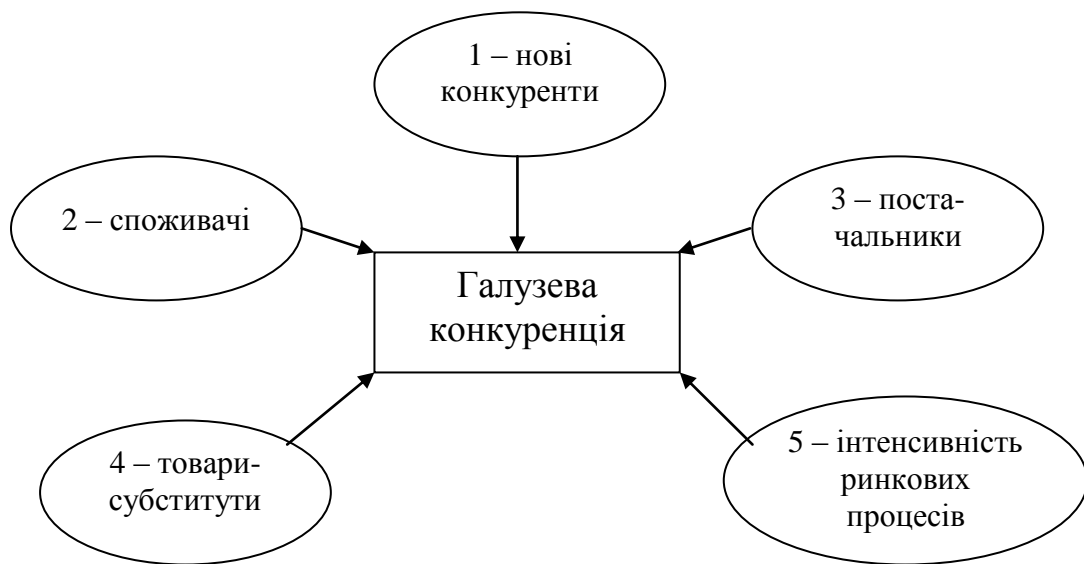 1 – нові
конкуренти
2 – споживачі
3 – поста-
чальники
Галузева
конкуренція
4 – товари-
субститути
5 – інтенсивність
ринкових
процесів